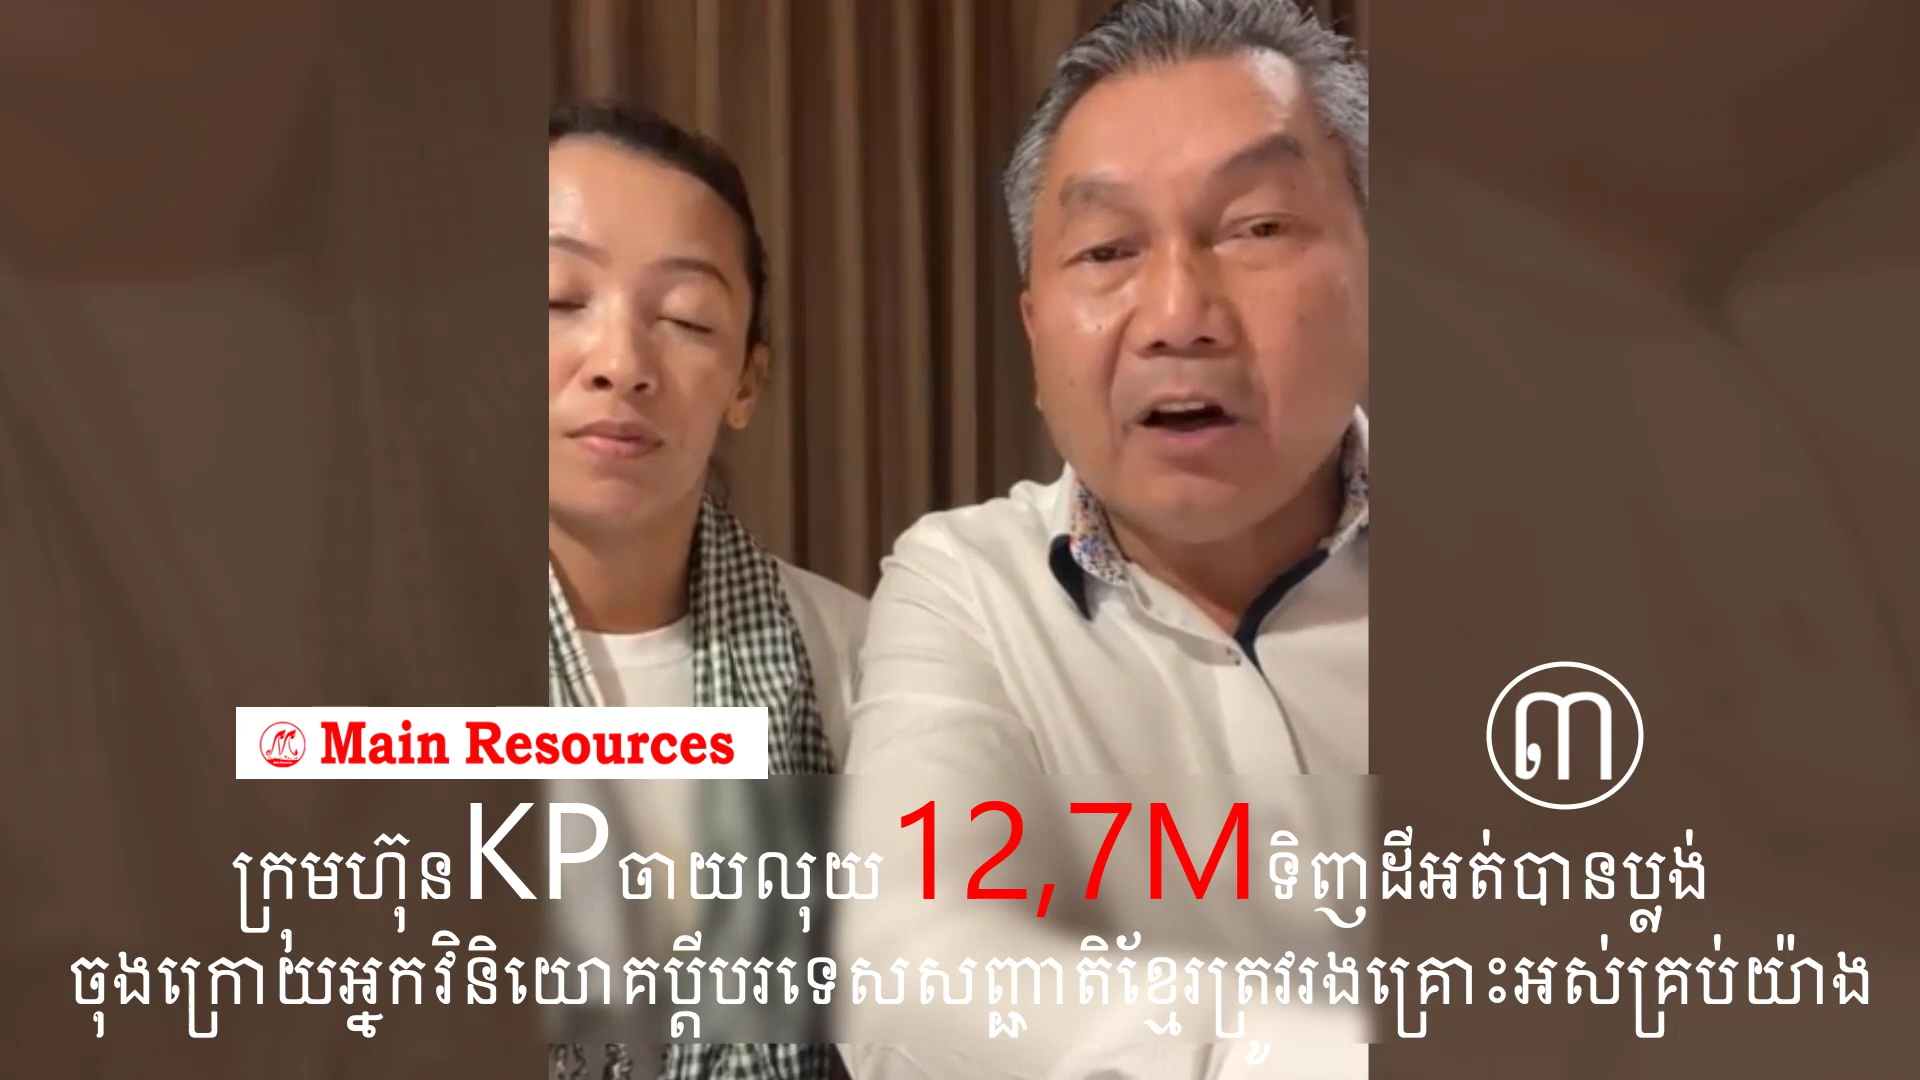 Main Resources
៣
ក្រុមហ៊ុនKPចាយលុយ12,7Mទិញដីអត់បានប្លង់
ចុងក្រោយអ្នកវិនិយោគប្តីបរទេសសញ្ជាតិខ្មែរត្រូវរងគ្រោះអស់គ្រប់យ៉ាង